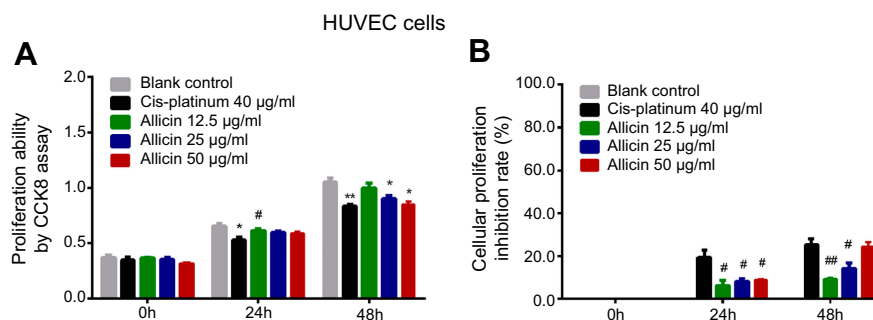 HUVEC cells
A
Proliferation ability
by CCK8 assay
2.0
1.5
1.0
0.5
0.0
Blank control
Cis-platinum 40 µg/ml
Allicin 12.5 µg/ml
Allicin 25 µg/ml
Allicin 50 µg/ml
* #
** * *
0h 24h 48h
B
Cellular proliferation
inhibition rate (%)
100.0
80.0
60.0
40.0
20.0
0.0
Blank control
Cis-platinum 40 µg/ml
Allicin 12.5 µg/ml
Allicin 25 µg/ml
Allicin 50 µg/ml
# # #
## #
0h 24h 48h